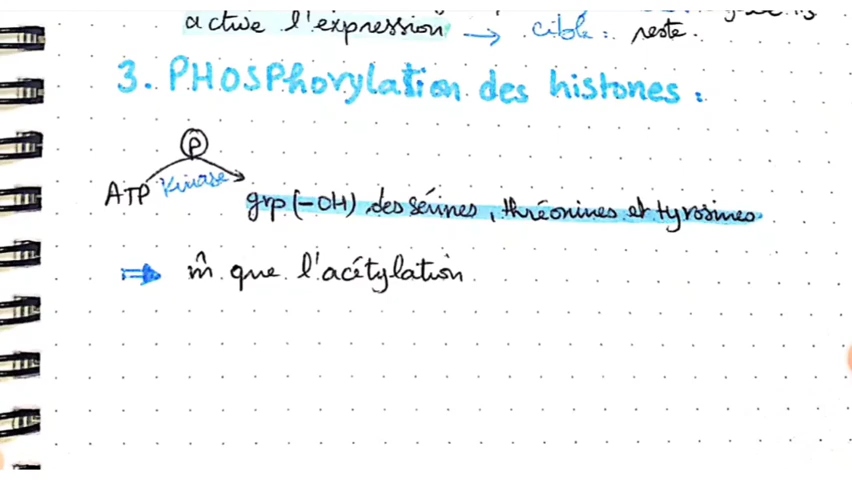 active l'expression → cible : reste.
3. PHOSPhorylation des histones :
P
ATP Kinase
grp (-OH) des sérines, thréonines et tyrosines
⇒ m̂ que l'acétylation